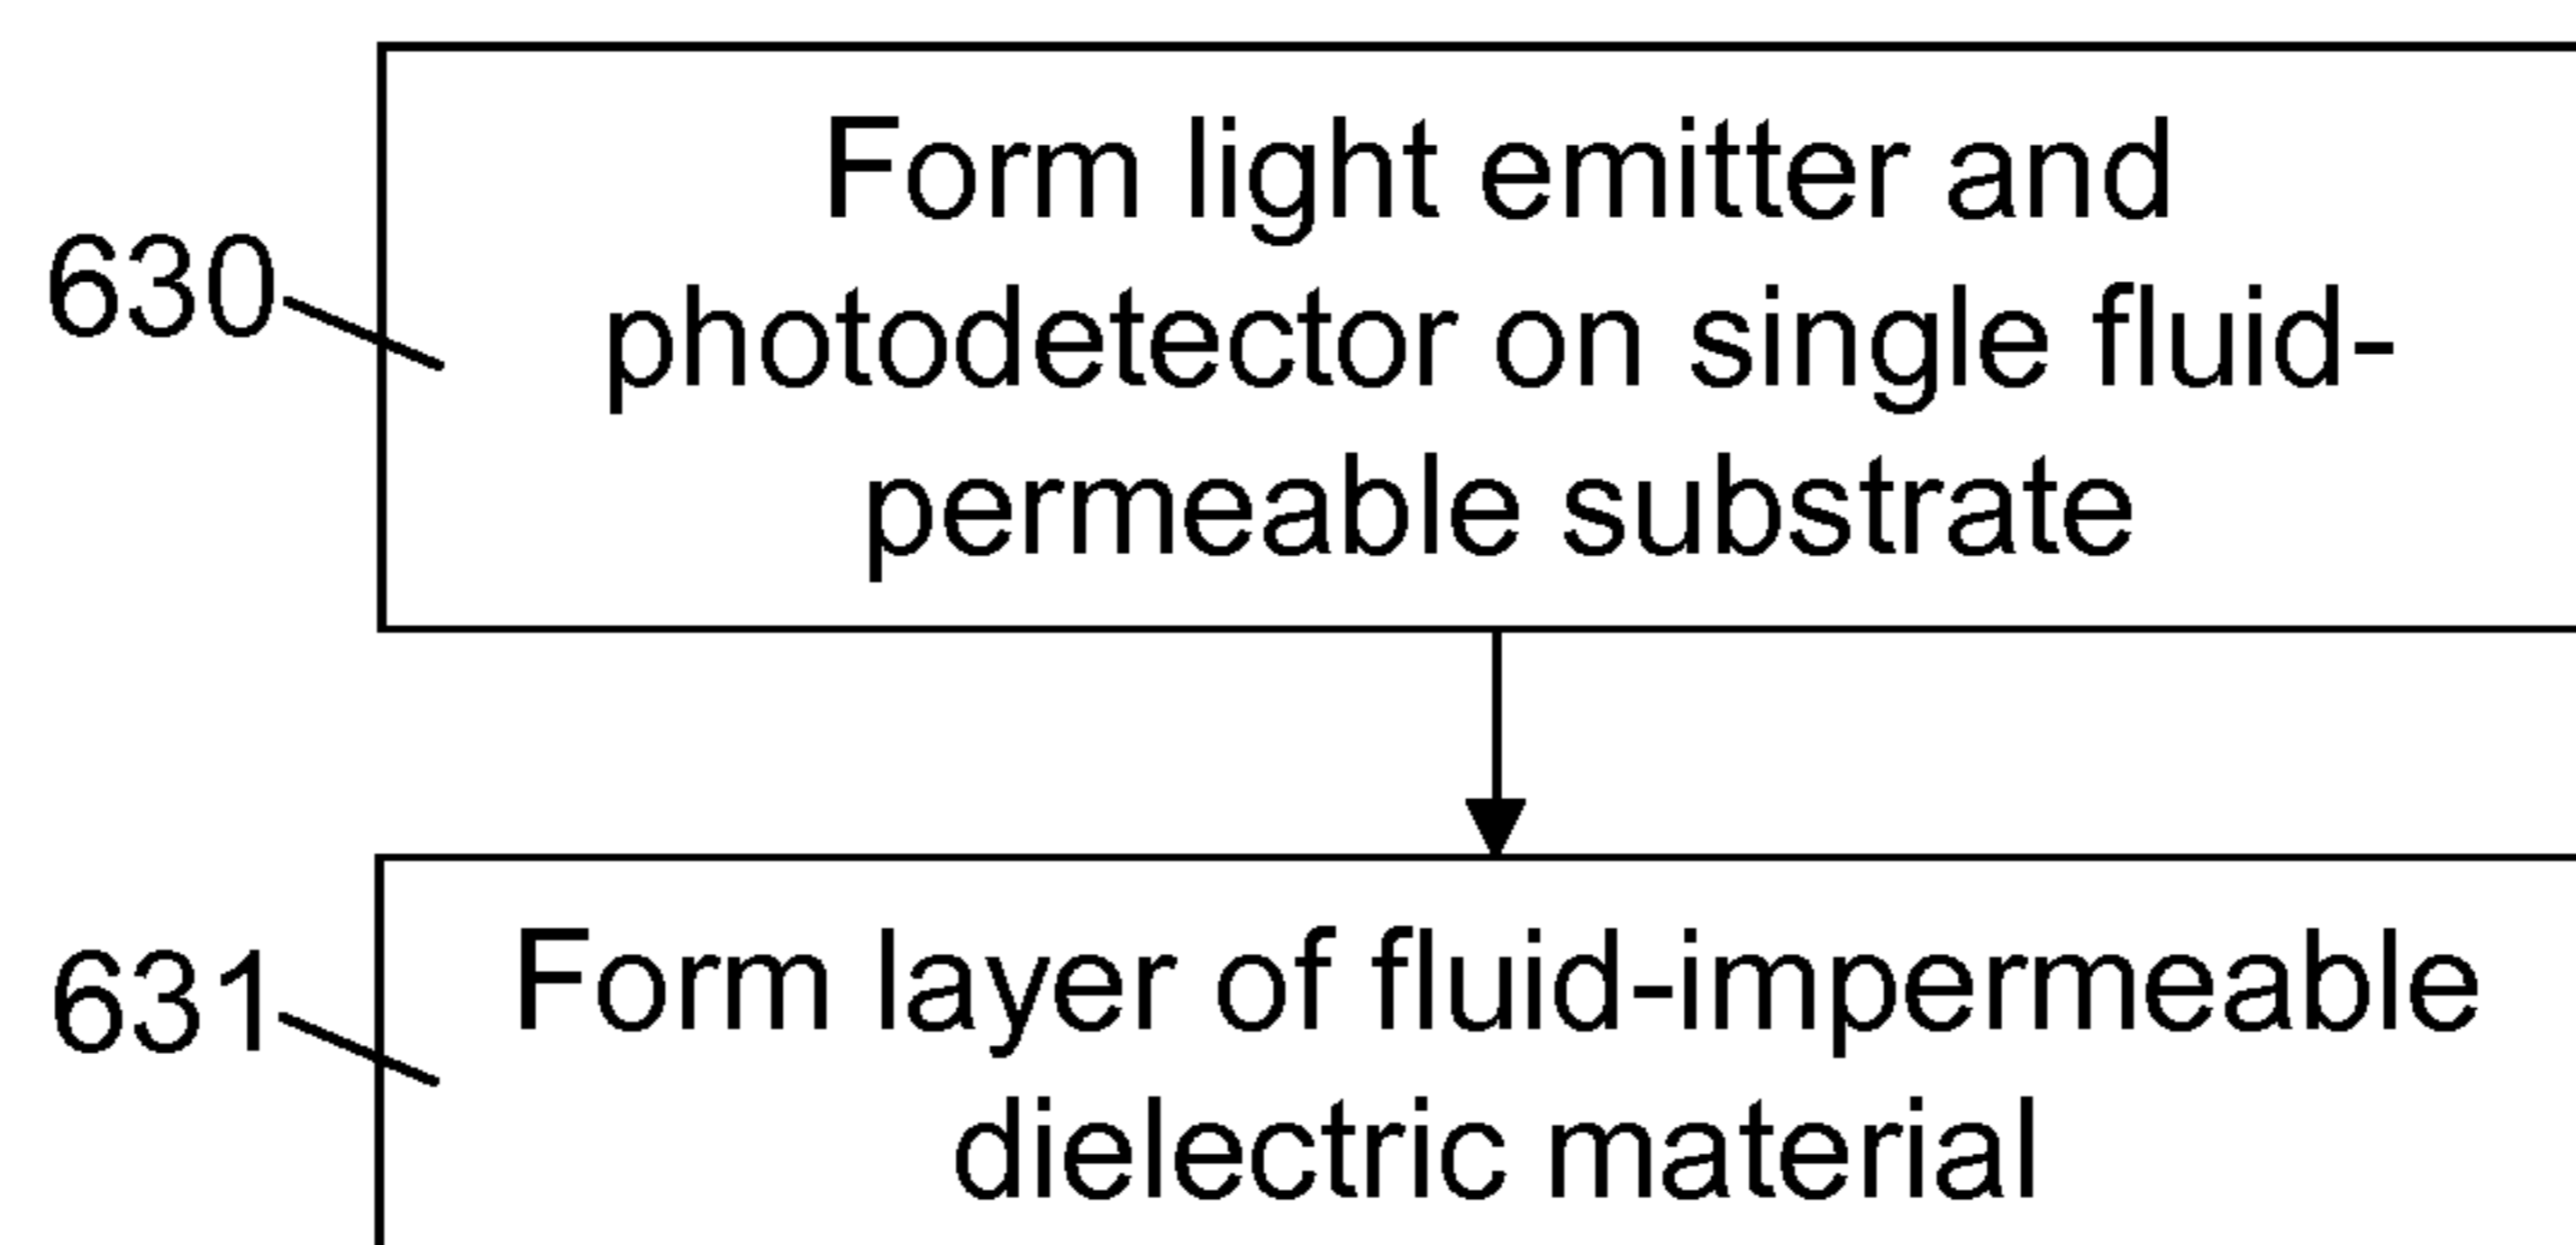 630
Form light emitter and
photodetector on single fluid-
permeable substrate
631
Form layer of fluid-impermeable
dielectric material